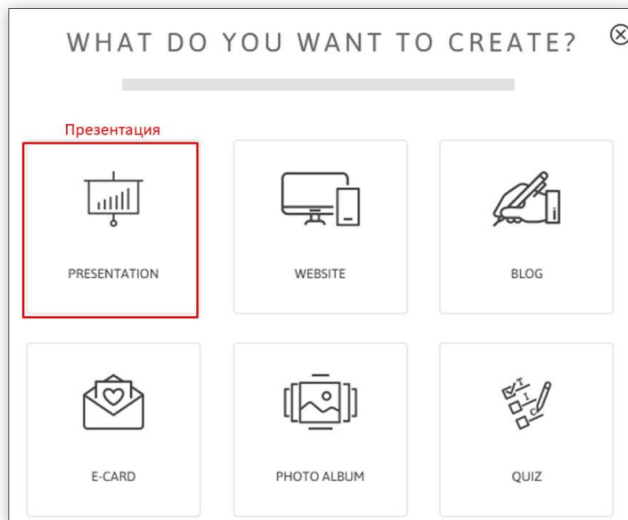 WHAT DO YOU WANT TO CREATE?
Презентация
PRESENTATION
WEBSITE
BLOG
E-CARD
PHOTO ALBUM
QUIZ